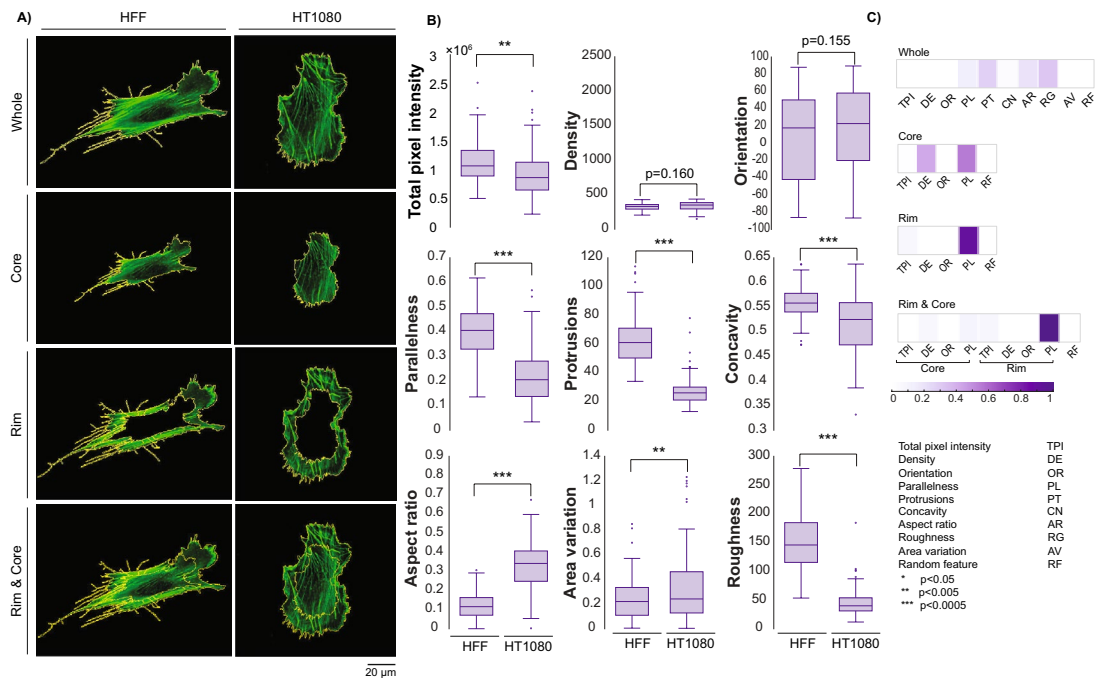 A)
HFF
HT1080
Whole
Core
Rim
Rim & Core
20 µm
B)
×10⁶
3
2.5
2
1.5
1
0.5
0
Total pixel intensity
**
2500
2000
1500
1000
500
0
Density
p=0.160
100
80
60
40
20
0
-20
-40
-60
-80
-100
Orientation
p=0.155
0.7
0.6
0.5
0.4
0.3
0.2
0.1
0
Parallelness
***
120
100
80
60
40
20
0
Protrusions
***
0.65
0.6
0.55
0.5
0.45
0.4
0.35
0.3
Concavity
***
0.9
0.8
0.7
0.6
0.5
0.4
0.3
0.2
0.1
0
Aspect ratio
***
HFF
HT1080
1.4
1.2
1
0.8
0.6
0.4
0.2
0
Area variation
**
HFF
HT1080
300
250
200
150
100
50
0
Roughness
***
HFF
HT1080
C)
Whole
TPI DE OR PL PT CN AR RG AV RF
Core
TPI DE OR PL RF
Rim
TPI DE OR PL RF
Rim & Core
TPI DE OR PL TPI DE OR PL RF
Core Rim
0 0.2 0.4 0.6 0.8 1
Total pixel intensity TPI
Density DE
Orientation OR
Parallelness PL
Protrusions PT
Concavity CN
Aspect ratio AR
Roughness RG
Area variation AV
Random feature RF
* p<0.05
** p<0.005
*** p<0.0005